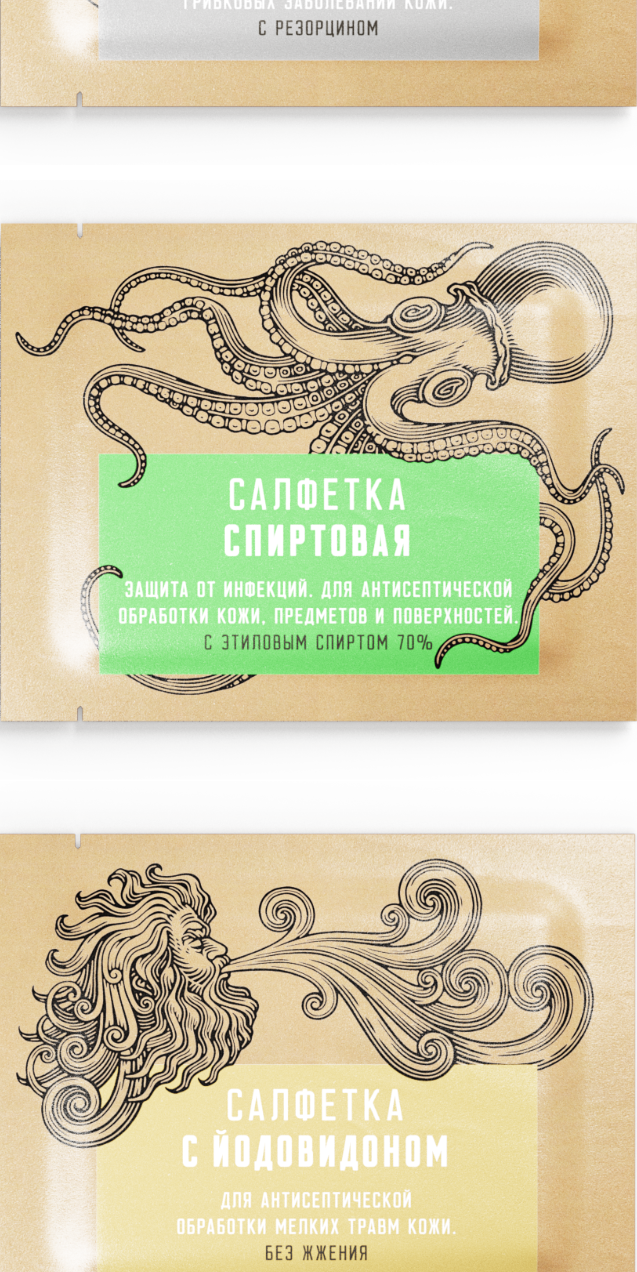 ГРИБКОВЫХ ЗАБОЛЕВАНИЙ КОЖИ.
С РЕЗОРЦИНОМ
САЛФЕТКА
СПИРТОВАЯ
ЗАЩИТА ОТ ИНФЕКЦИЙ. ДЛЯ АНТИСЕПТИЧЕСКОЙ
ОБРАБОТКИ КОЖИ, ПРЕДМЕТОВ И ПОВЕРХНОСТЕЙ.
С ЭТИЛОВЫМ СПИРТОМ 70%
САЛФЕТКА
С ЙОДОВИДОНОМ
ДЛЯ АНТИСЕПТИЧЕСКОЙ
ОБРАБОТКИ МЕЛКИХ ТРАВМ КОЖИ.
БЕЗ ЖЖЕНИЯ